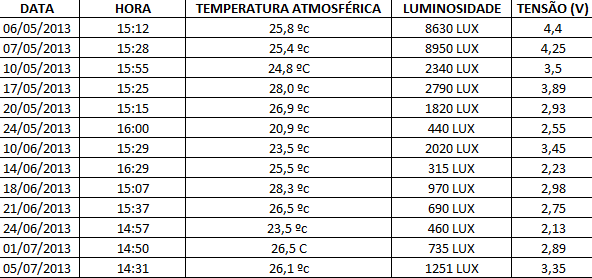 DATA HORA TEMPERATURA ATMOSFÉRICA LUMINOSIDADE TENSÃO (V)
06/05/2013 15:12 25,8 ºc 8630 LUX 4,4
07/05/2013 15:28 25,4 ºc 8950 LUX 4,25
10/05/2013 15:55 24,8 ºC 2340 LUX 3,5
17/05/2013 15:25 28,0 ºc 2790 LUX 3,89
20/05/2013 15:15 26,9 ºc 1820 LUX 2,93
24/05/2013 16:00 20,9 ºc 440 LUX 2,55
10/06/2013 15:29 23,5 ºc 2020 LUX 3,45
14/06/2013 16:29 25,5 ºc 315 LUX 2,23
18/06/2013 15:07 28,3 ºc 970 LUX 2,98
21/06/2013 15:37 26,5 ºc 690 LUX 2,75
24/06/2013 14:57 23,5 ºc 460 LUX 2,13
01/07/2013 14:50 26,5 C 735 LUX 2,89
05/07/2013 14:31 26,1 ºc 1251 LUX 3,35